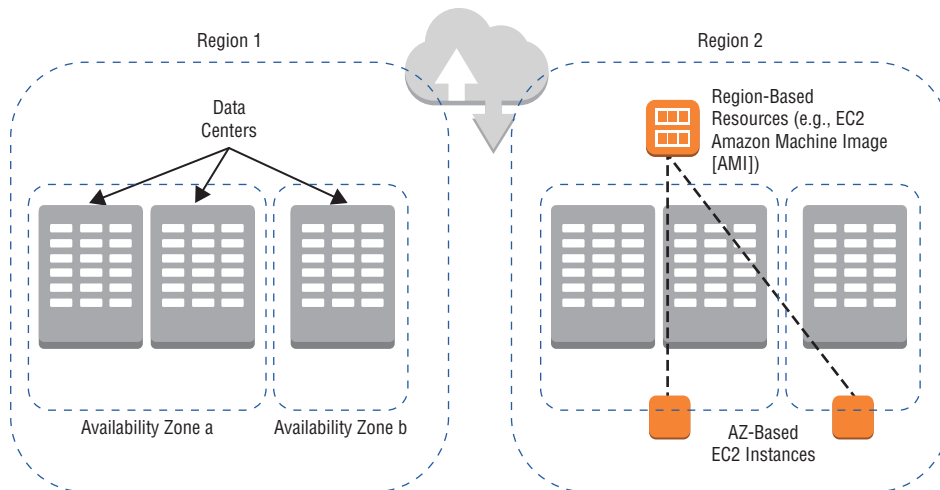 Region 1
Region 2
Data
Centers
Region-Based
Resources (e.g., EC2
Amazon Machine Image
[AMI])
Availability Zone a
Availability Zone b
AZ-Based
EC2 Instances